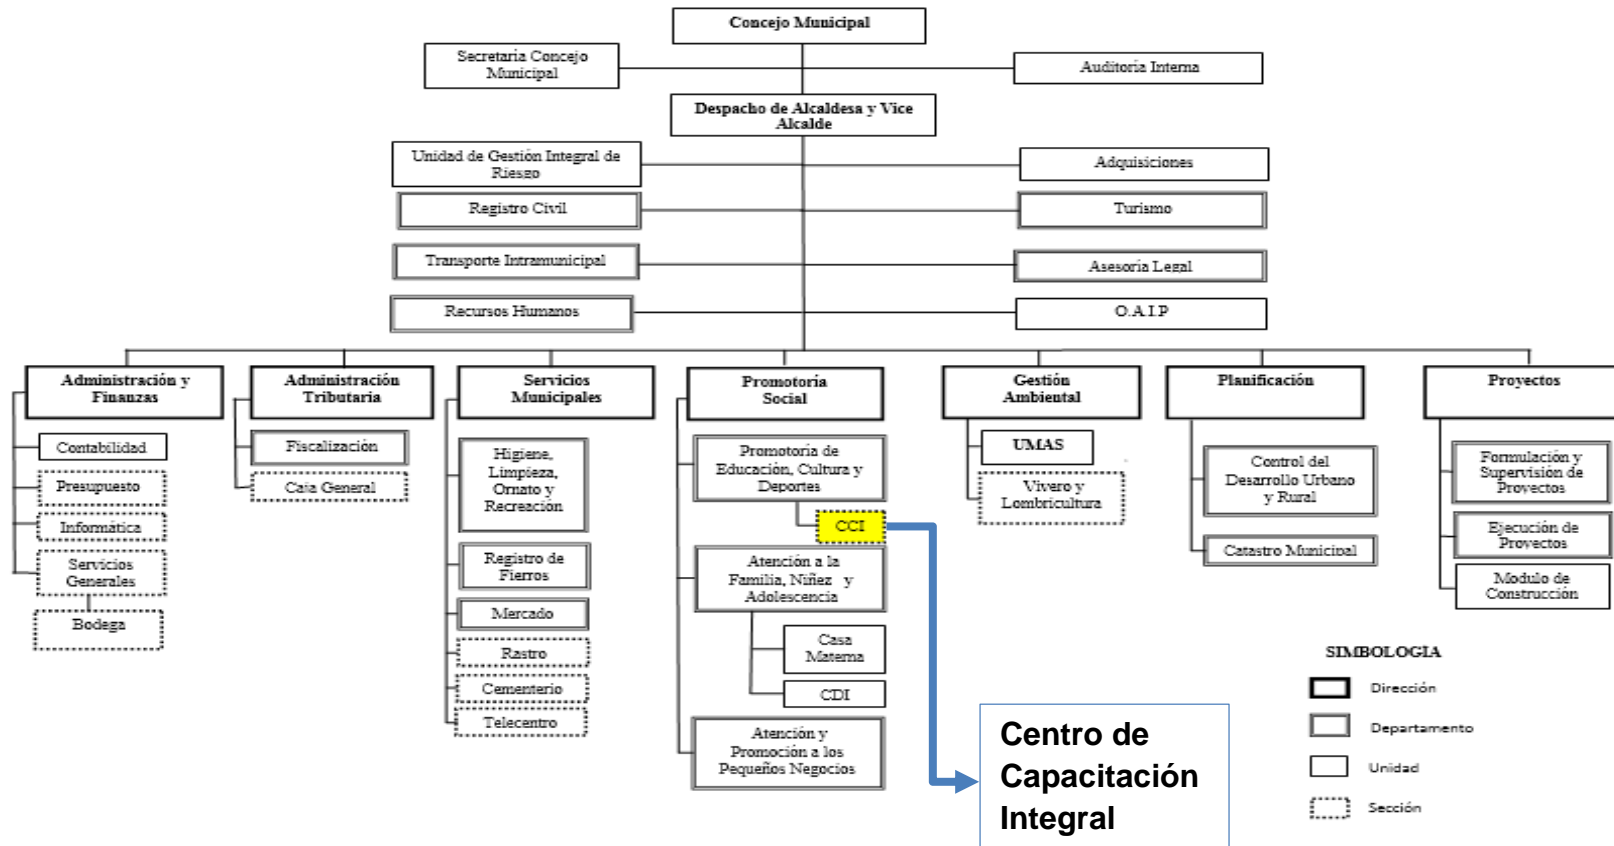 Concejo Municipal
Secretaria Concejo
Municipal
Auditoría Interna
Despacho de Alcaldesa y Vice
Alcalde
Unidad de Gestión Integral de
Riesgo
Adquisiciones
Registro Civil
Turismo
Transporte Intramunicipal
Asesoría Legal
Recursos Humanos
O.A.I.P
Administración y
Finanzas
Contabilidad
Presupuesto
Informática
Servicios
Generales
Bodega
Administración
Tributaria
Fiscalización
Caja General
Servicios
Municipales
Higiene,
Limpieza,
Ornato y
Recreación
Registro de
Fierros
Mercado
Rastro
Cementerio
Telecentro
Promotoría
Social
Promotoría de
Educación, Cultura y
Deportes
CCI
Atención a la
Familia, Niñez y
Adolescencia
Casa
Materna
CDI
Atención y
Promoción a los
Pequeños Negocios
Gestión
Ambiental
UMAS
Vivero y
Lombricultura
Planificación
Control del
Desarrollo Urbano
y Rural
Catastro Municipal
Proyectos
Formulación y
Supervisión de
Proyectos
Ejecución de
Proyectos
Modulo de
Construcción
Centro de
Capacitación
Integral
SIMBOLOGIA
Dirección
Departamento
Unidad
Sección